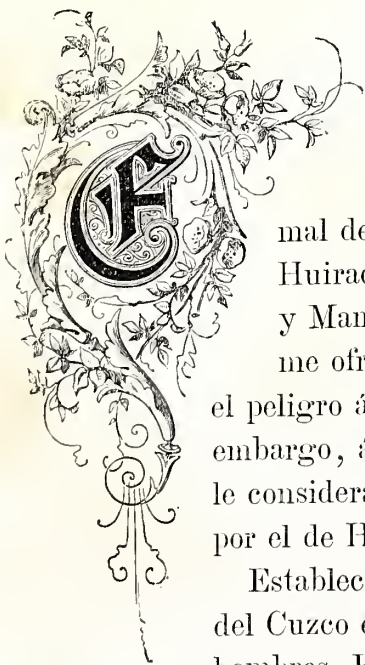 E
mal de
Huirac
y Man
me ofr
el peligro á
embargo, á
le considera
por el de H
Establec
del Cuzco e
hombres.